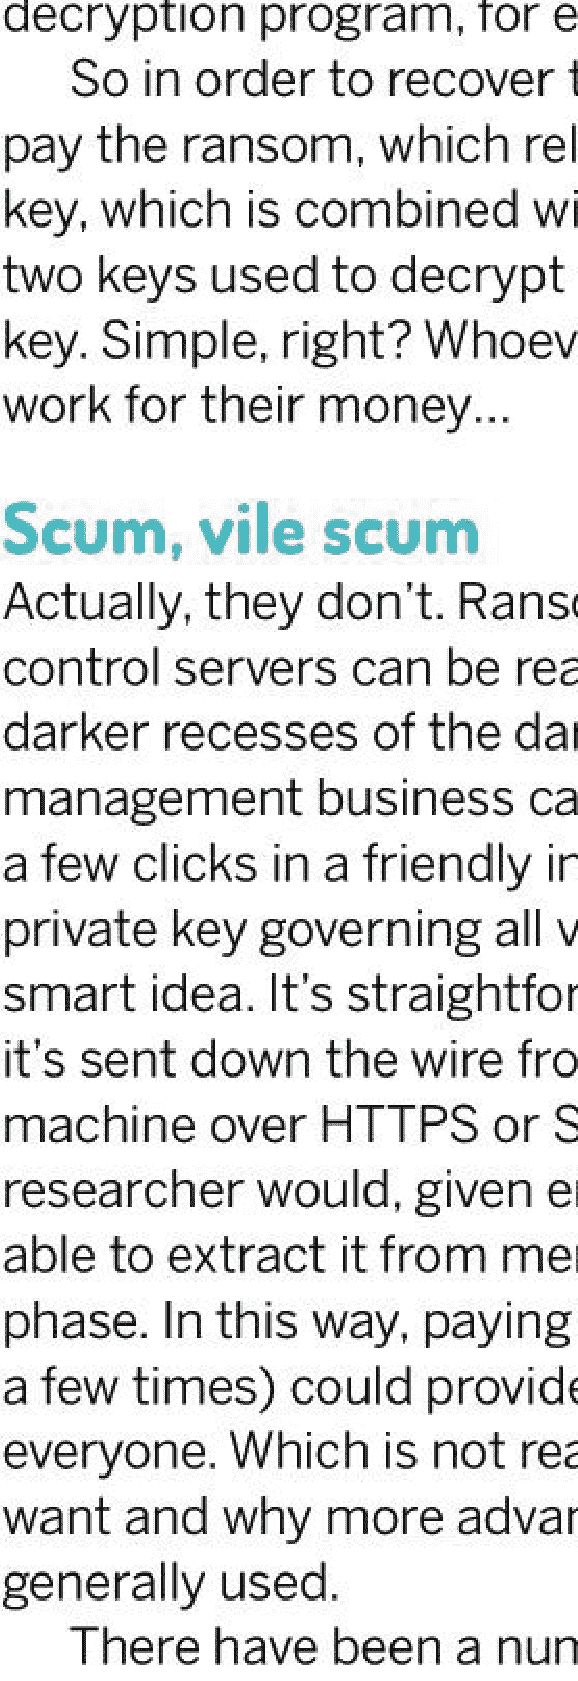 decryption program, for e
So in order to recover t
pay the ransom, which rel
key, which is combined wi
two keys used to decrypt
key. Simple, right? Whoev
work for their money...
Scum, vile scum
Actually, they don't. Ranso
control servers can be rea
darker recesses of the dar
management business ca
a few clicks in a friendly in
private key governing all v
smart idea. It's straightfor
it's sent down the wire fro
machine over HTTPS or S
researcher would, given e
able to extract it from me
phase. In this way, paying
a few times) could provide
everyone. Which is not rea
want and why more advan
generally used.
There have been a num